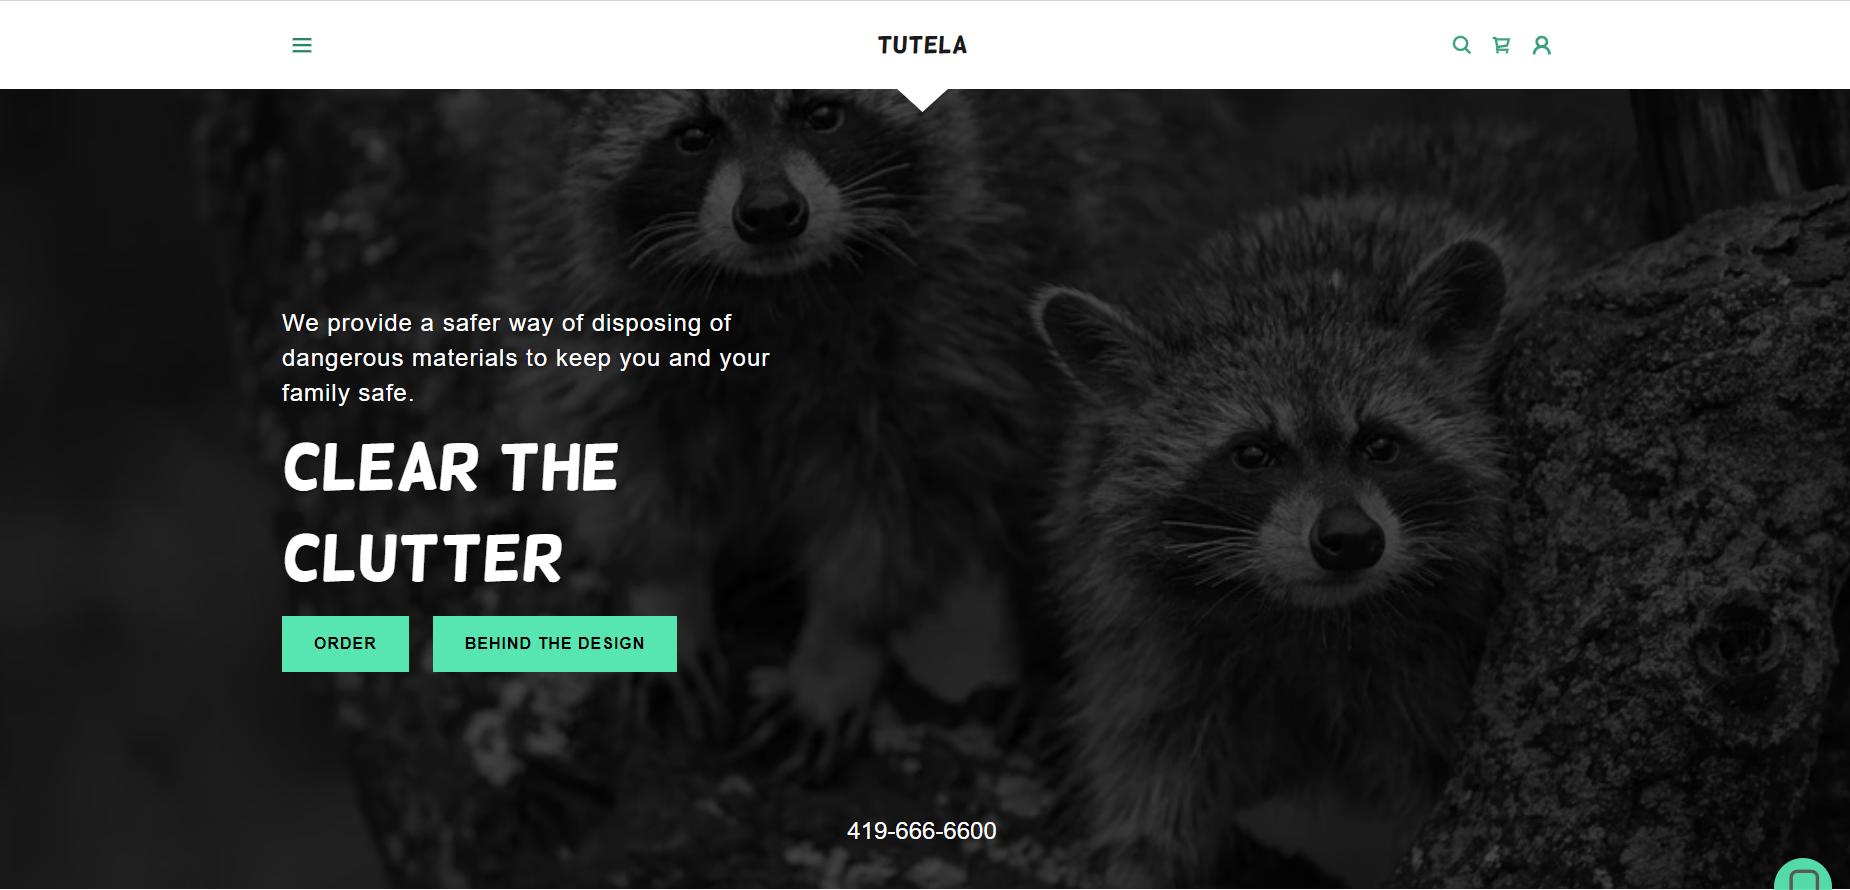 TUTELA
We provide a safer way of disposing of
dangerous materials to keep you and your
family safe.
CLEAR THE
CLUTTER
ORDER
BEHIND THE DESIGN
419-666-6600